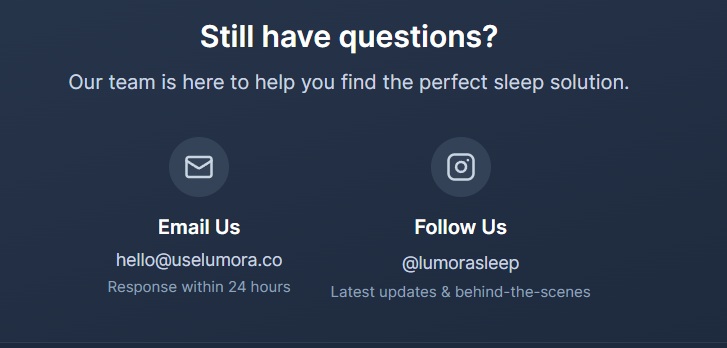 Still have questions?
Our team is here to help you find the perfect sleep solution.
Email Us
hello@uselumora.co
Response within 24 hours
Follow Us
@lumorasleep
Latest updates & behind-the-scenes